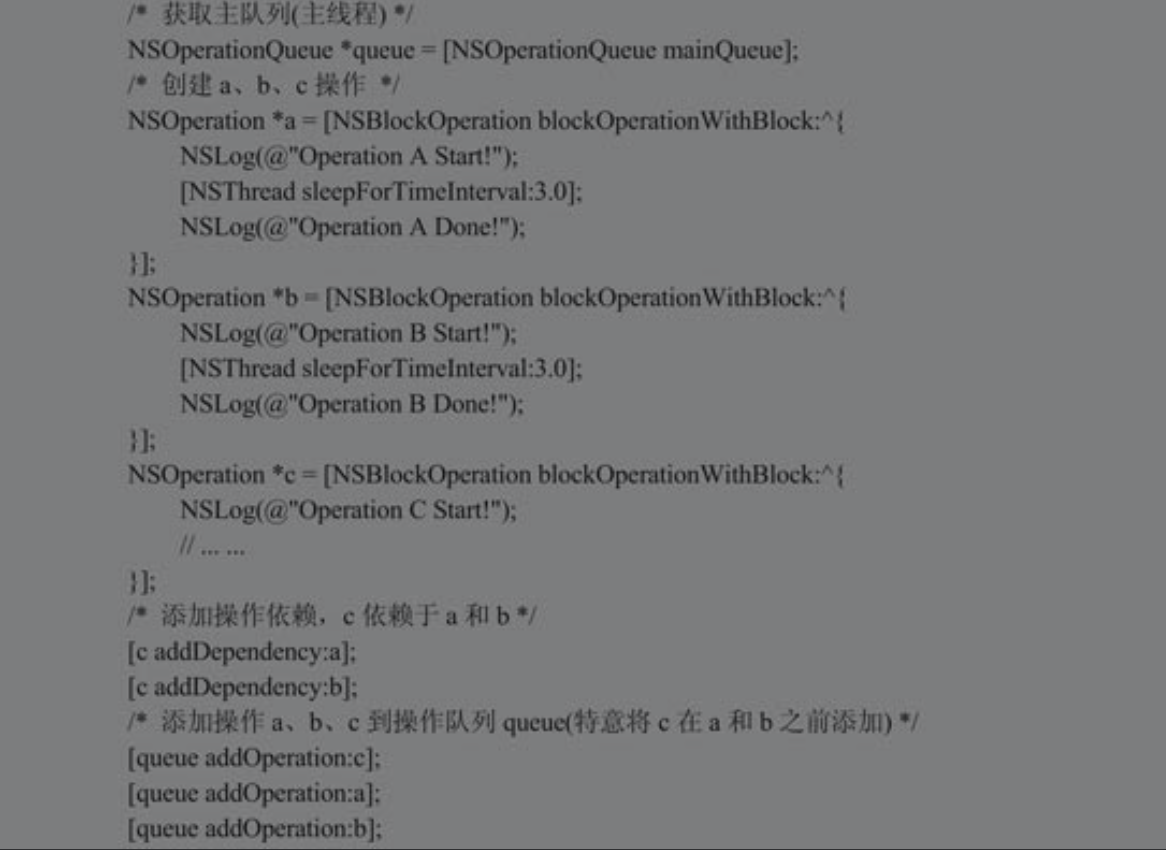 /* 获取主队列(主线程) */
NSOperationQueue *queue = [NSOperationQueue mainQueue];
/* 创建 a、b、c 操作 */
NSOperation *a = [NSBlockOperation blockOperationWithBlock:^{
NSLog(@"Operation A Start!");
[NSThread sleepForTimeInterval:3.0];
NSLog(@"Operation A Done!");
}];
NSOperation *b = [NSBlockOperation blockOperationWithBlock:^{
NSLog(@"Operation B Start!");
[NSThread sleepForTimeInterval:3.0];
NSLog(@"Operation B Done!");
}];
NSOperation *c = [NSBlockOperation blockOperationWithBlock:^{
NSLog(@"Operation C Start!");
// ... ...
}];
/* 添加操作依赖，c 依赖于 a 和 b */
[c addDependency:a];
[c addDependency:b];
/* 添加操作 a、b、c 到操作队列 queue(特意将 c 在 a 和 b 之前添加) */
[queue addOperation:c];
[queue addOperation:a];
[queue addOperation:b];